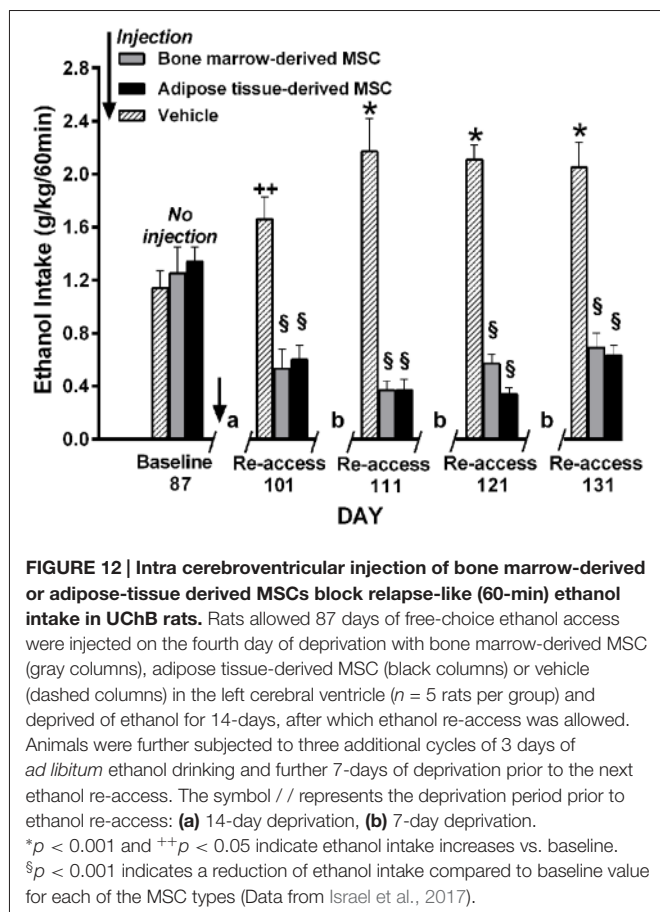 Injection
Bone marrow-derived MSC
Adipose tissue-derived MSC
Vehicle
Ethanol Intake (g/kg/60min)
2.8
2.4
2.0
1.6
1.2
0.8
0.4
0.0
No
injection
++
* * *
§ § § § § § § §
a b b b
Baseline Re-access Re-access Re-access Re-access
87 101 111 121 131
DAY
FIGURE 12 | Intra cerebroventricular injection of bone marrow-derived
or adipose-tissue derived MSCs block relapse-like (60-min) ethanol
intake in UChB rats. Rats allowed 87 days of free-choice ethanol access
were injected on the fourth day of deprivation with bone marrow-derived MSC
(gray columns), adipose tissue-derived MSC (black columns) or vehicle
(dashed columns) in the left cerebral ventricle (n = 5 rats per group) and
deprived of ethanol for 14-days, after which ethanol re-access was allowed.
Animals were further subjected to three additional cycles of 3 days of
ad libitum ethanol drinking and further 7-days of deprivation prior to the next
ethanol re-access. The symbol / / represents the deprivation period prior to
ethanol re-access: (a) 14-day deprivation, (b) 7-day deprivation.
*p < 0.001 and ++p < 0.05 indicate ethanol intake increases vs. baseline.
§p < 0.001 indicates a reduction of ethanol intake compared to baseline value
for each of the MSC types (Data from Israel et al., 2017).